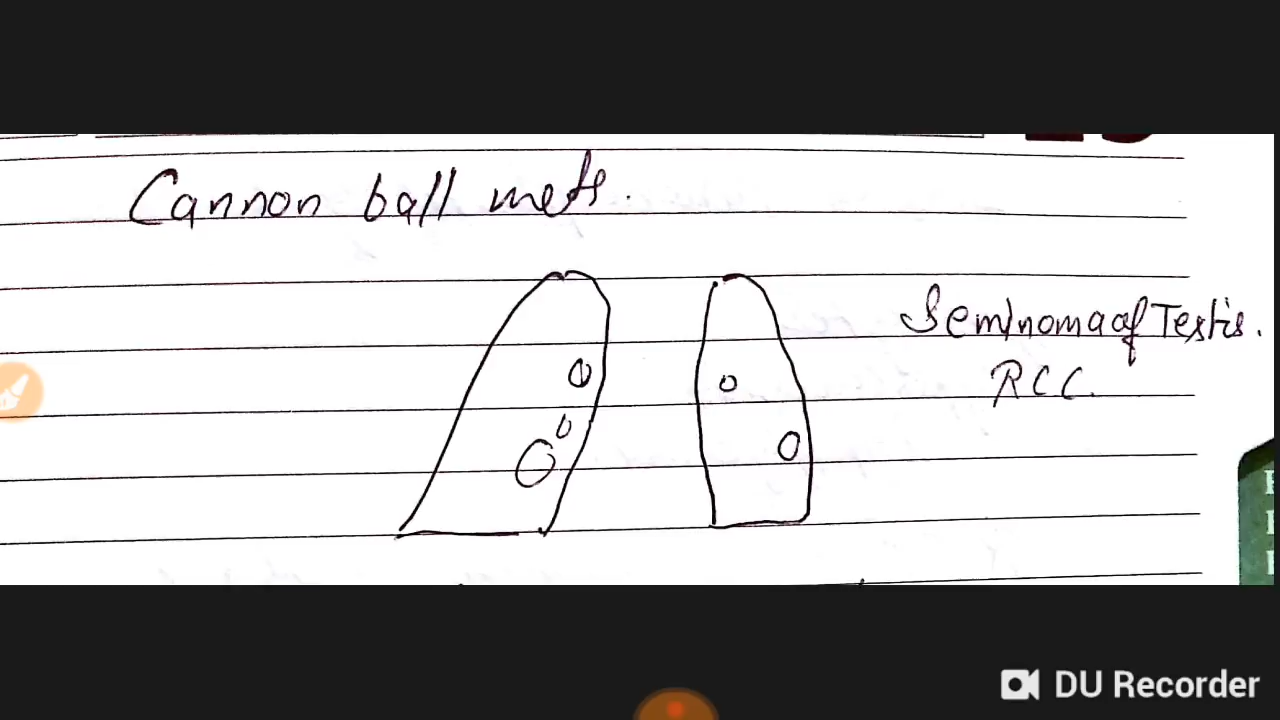 Cannon ball mets.
Seminoma of Testis.
RCC.
DU Recorder